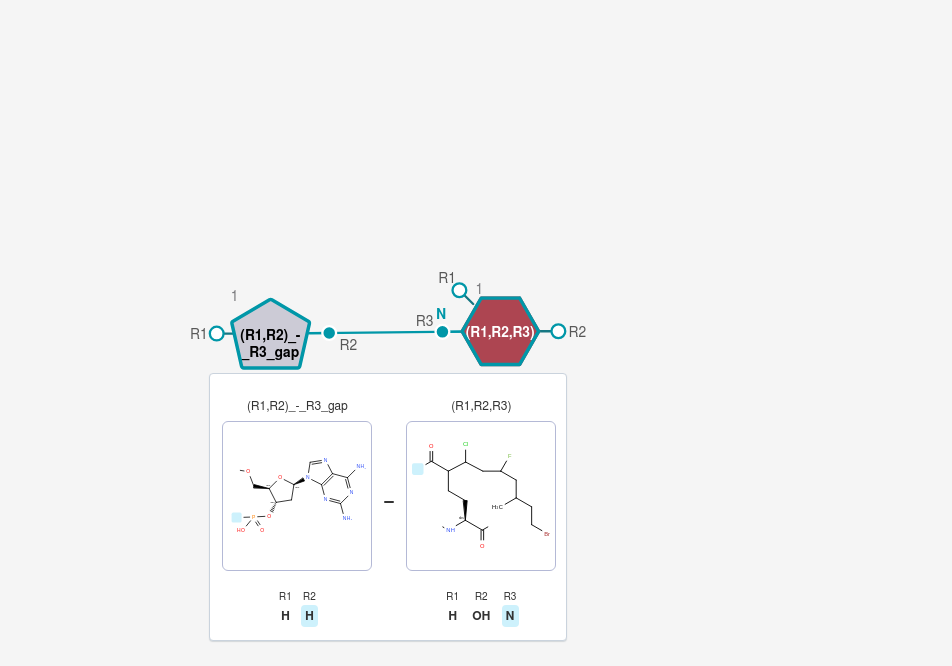 R1
1
N
R3
1
R1
(R1,R2)_-
_R3_gap
R2
(R1,R2,R3)
R2
(R1,R2)_-_R3_gap
(R1,R2,R3)
O
O
N
N
N
N
N
NH₂
NH₂
O
P
HO
O
–
O
Cl
F
H₃C
Br
NH
O
R1 R2
H H
R1 R2 R3
H OH N